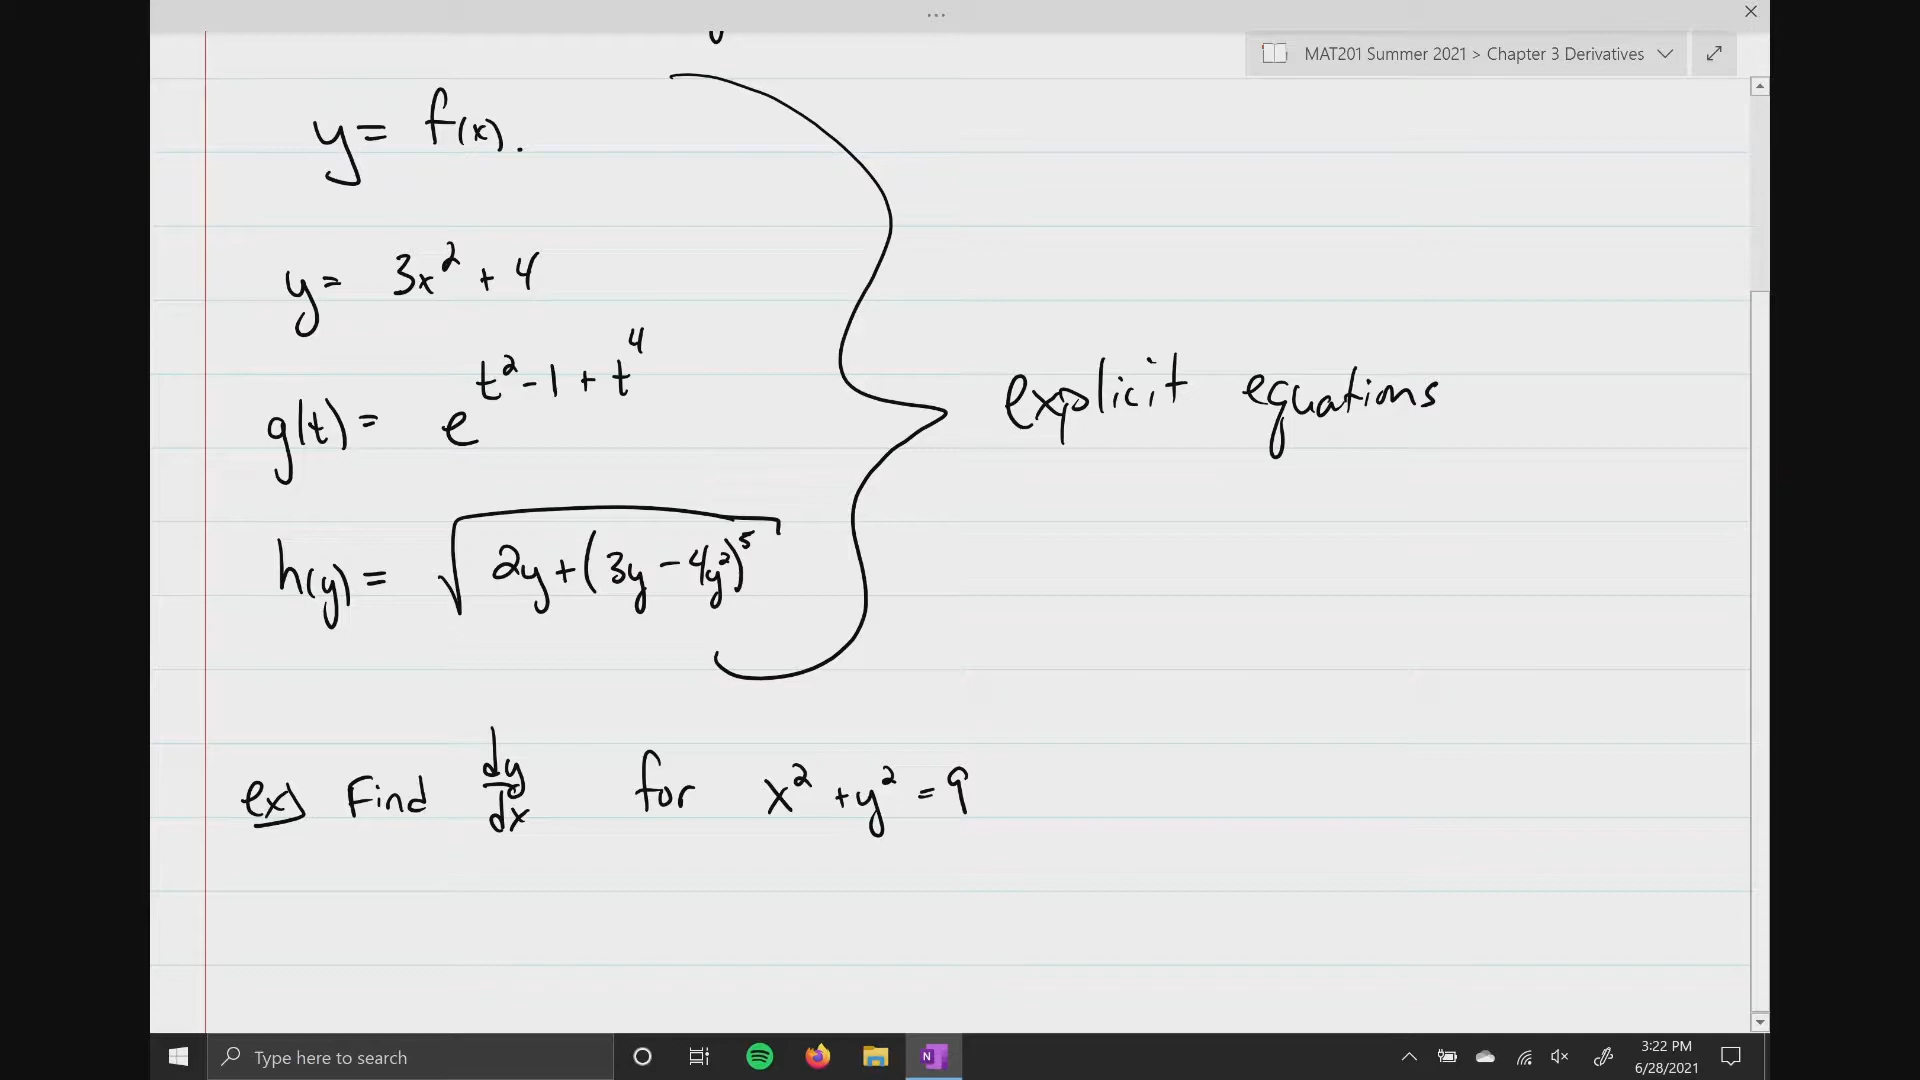 MAT201 Summer 2021 > Chapter 3 Derivatives
y = f(x).
y = 3x² + 4
g(t) = e^{t² - 1 + t⁴}
explicit equations
h(y) = √(2y + (3y - 4y²)⁵)
ex) Find dy/dx for x² + y² = 9
Type here to search
N
3:22 PM
6/28/2021